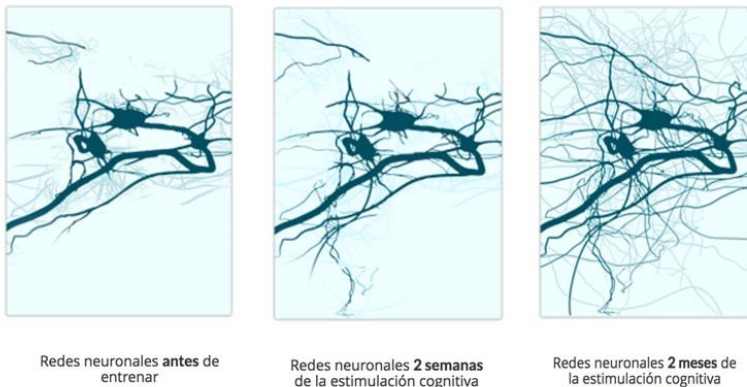 Redes neuronales antes de
entrenar
Redes neuronales 2 semanas
de la estimulación cognitiva
Redes neuronales 2 meses de
la estimulación cognitiva